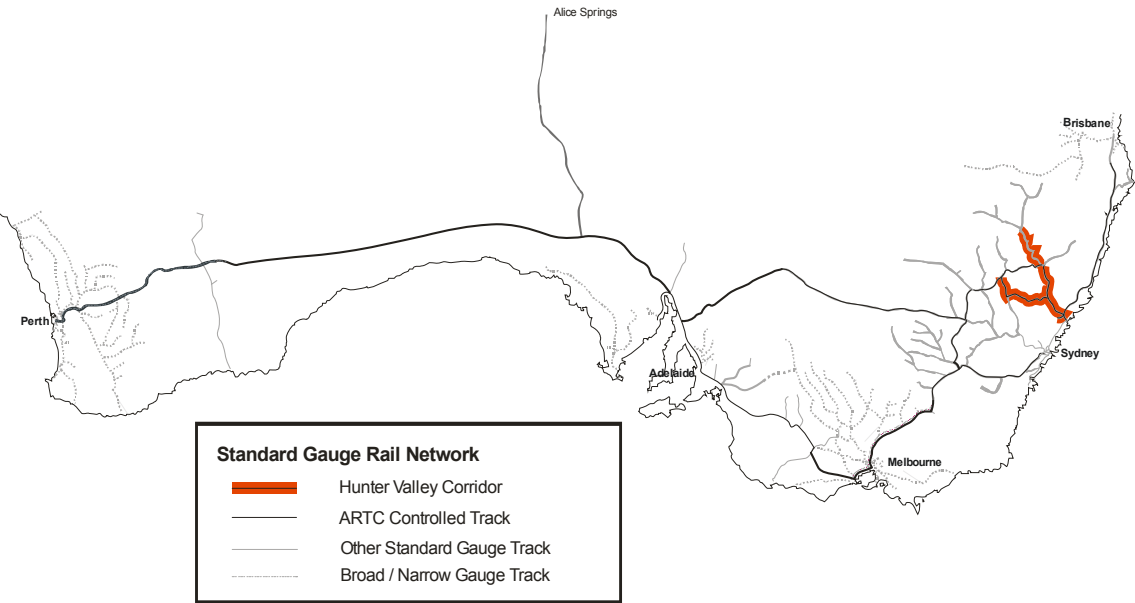 Alice Springs
Brisbane
Perth
Sydney
Adelaide
Melbourne
Standard Gauge Rail Network
Hunter Valley Corridor
ARTC Controlled Track
Other Standard Gauge Track
Broad / Narrow Gauge Track